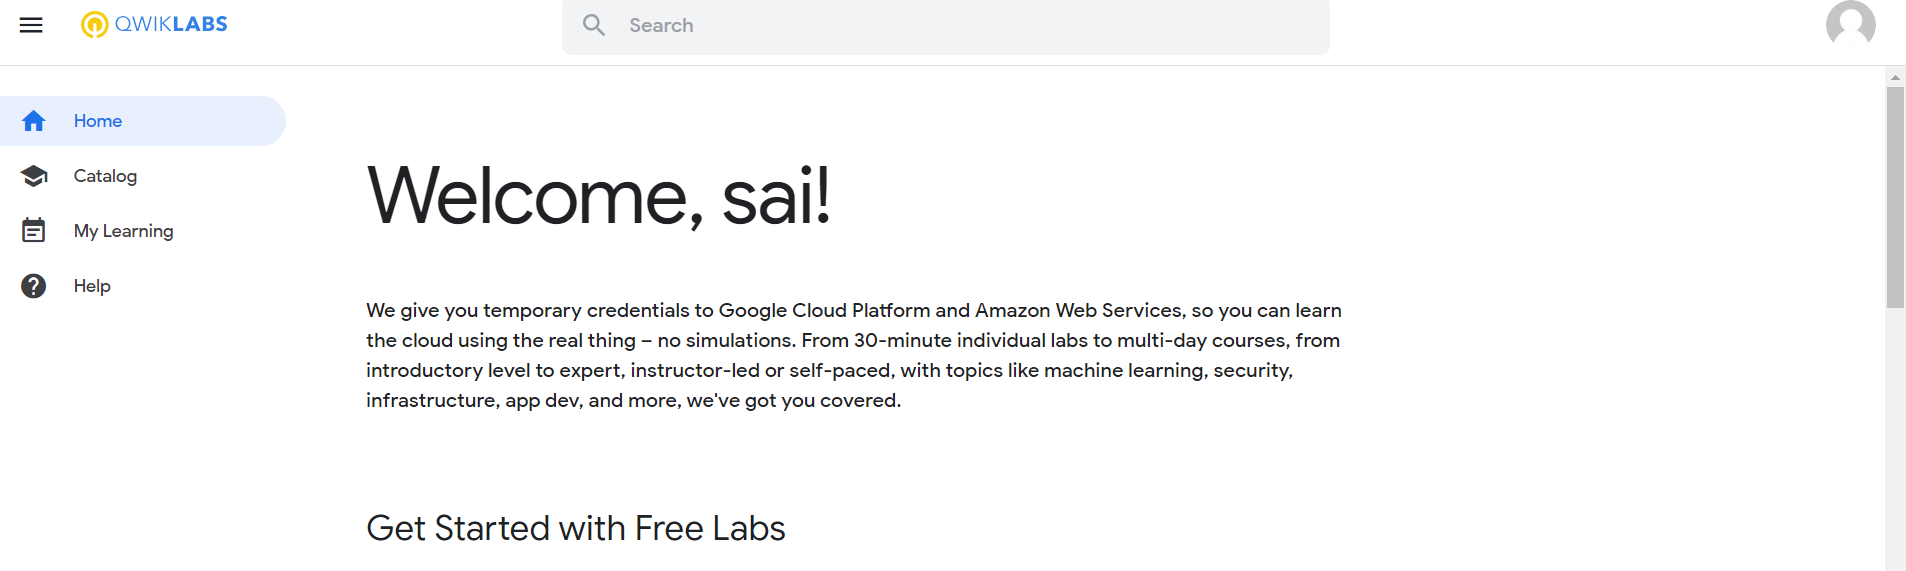 QWIKLABS
Search
Home
Catalog
My Learning
Help
Welcome, sai!
We give you temporary credentials to Google Cloud Platform and Amazon Web Services, so you can learn
the cloud using the real thing – no simulations. From 30-minute individual labs to multi-day courses, from
introductory level to expert, instructor-led or self-paced, with topics like machine learning, security,
infrastructure, app dev, and more, we've got you covered.
Get Started with Free Labs